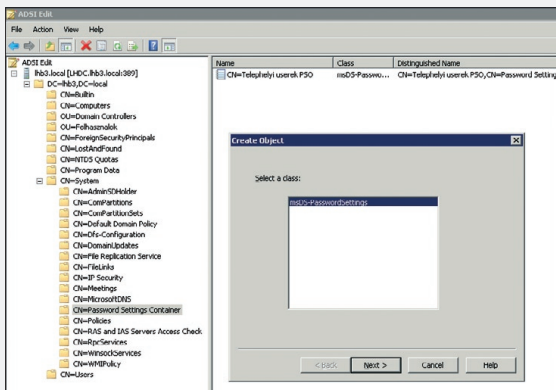 ADSI Edit
File Action View Help
ADSI Edit
lhb3.local [LHDC.lhb3.local:389]
DC=lhb3,DC=local
CN=Builtin
CN=Computers
OU=Domain Controllers
OU=Felhasznalok
CN=ForeignSecurityPrincipals
CN=LostAndFound
CN=NTDS Quotas
CN=Program Data
CN=System
CN=AdminSDHolder
CN=ComPartitions
CN=ComPartitionSets
CN=Default Domain Policy
CN=Dfs-Configuration
CN=DomainUpdates
CN=File Replication Service
CN=FileLinks
CN=IP Security
CN=Meetings
CN=MicrosoftDNS
CN=Password Settings Container
CN=Policies
CN=RAS and IAS Servers Access Check
CN=RpcServices
CN=WinsockServices
CN=WMIPolicy
CN=Users
Name Class Distinguished Name
CN=Telephelyi userek PSO msDS-Passwo... CN=Telephelyi userek PSO,CN=Password Setting
Create Object
Select a class:
msDS-PasswordSettings
< Back Next > Cancel Help